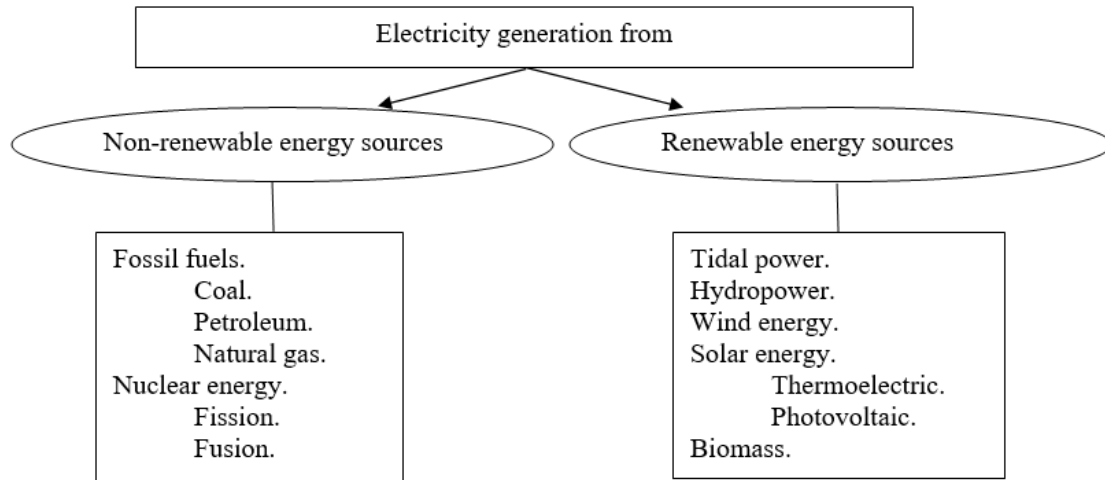 Electricity generation from
Non-renewable energy sources
Renewable energy sources
Fossil fuels.
Coal.
Petroleum.
Natural gas.
Nuclear energy.
Fission.
Fusion.
Tidal power.
Hydropower.
Wind energy.
Solar energy.
Thermoelectric.
Photovoltaic.
Biomass.